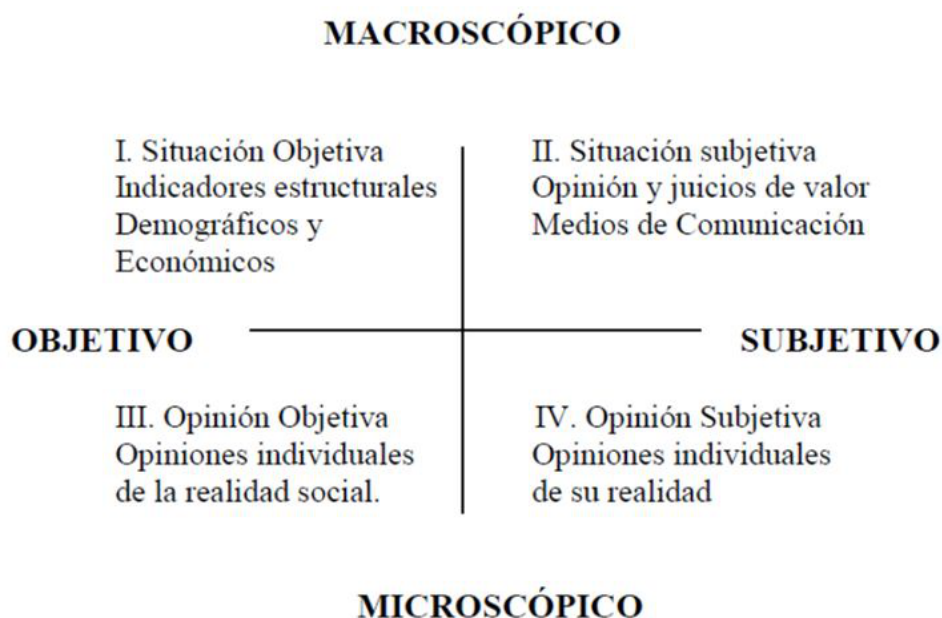 MACROSCÓPICO
I. Situación Objetiva
Indicadores estructurales
Demográficos y
Económicos
II. Situación subjetiva
Opinión y juicios de valor
Medios de Comunicación
OBJETIVO
SUBJETIVO
III. Opinión Objetiva
Opiniones individuales
de la realidad social.
IV. Opinión Subjetiva
Opiniones individuales
de su realidad
MICROSCÓPICO